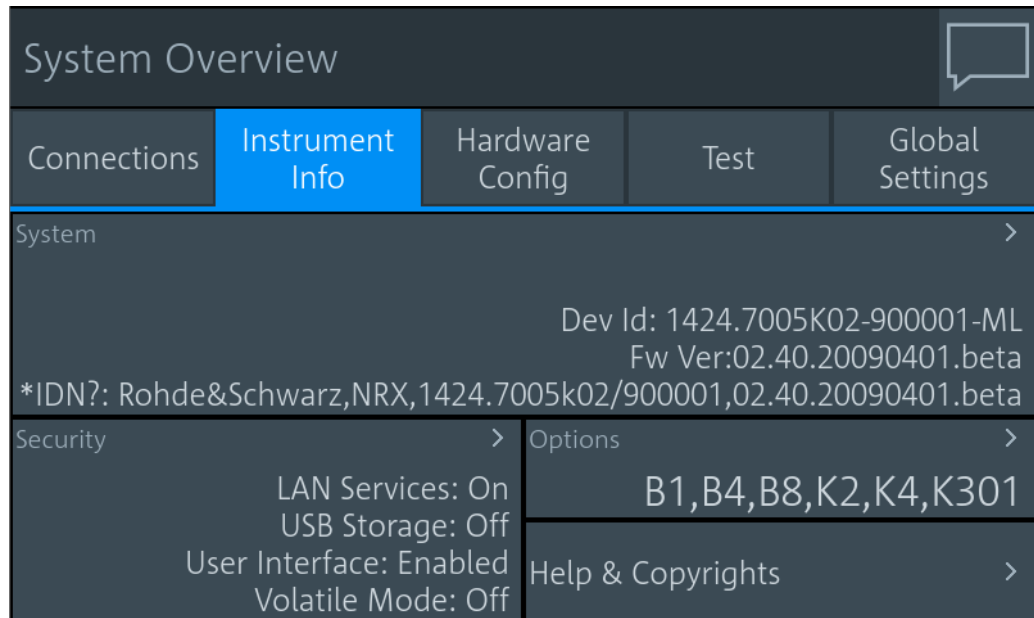 System Overview
Connections
Instrument
Info
Hardware
Config
Test
Global
Settings
System
Dev Id: 1424.7005K02-900001-ML
Fw Ver:02.40.20090401.beta
*IDN?: Rohde&Schwarz,NRX,1424.7005k02/900001,02.40.20090401.beta
Security
LAN Services: On
USB Storage: Off
User Interface: Enabled
Volatile Mode: Off
Options
B1,B4,B8,K2,K4,K301
Help & Copyrights